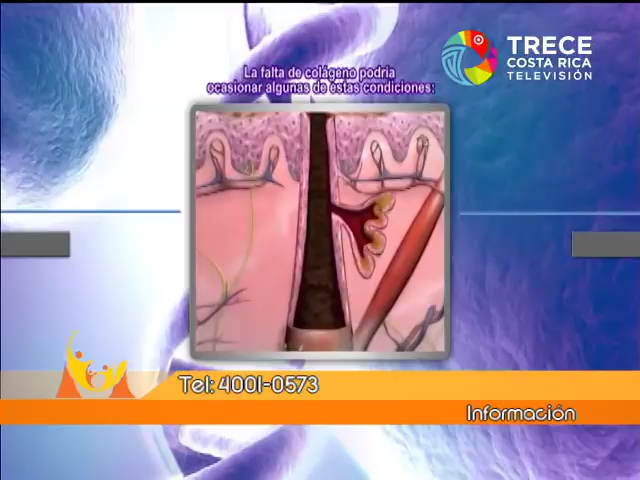 TRECE
COSTA RICA
TELEVISIÓN
La falta de colágeno podría
ocasionar algunas de estas condiciones:
Tel: 4001-0573
Información